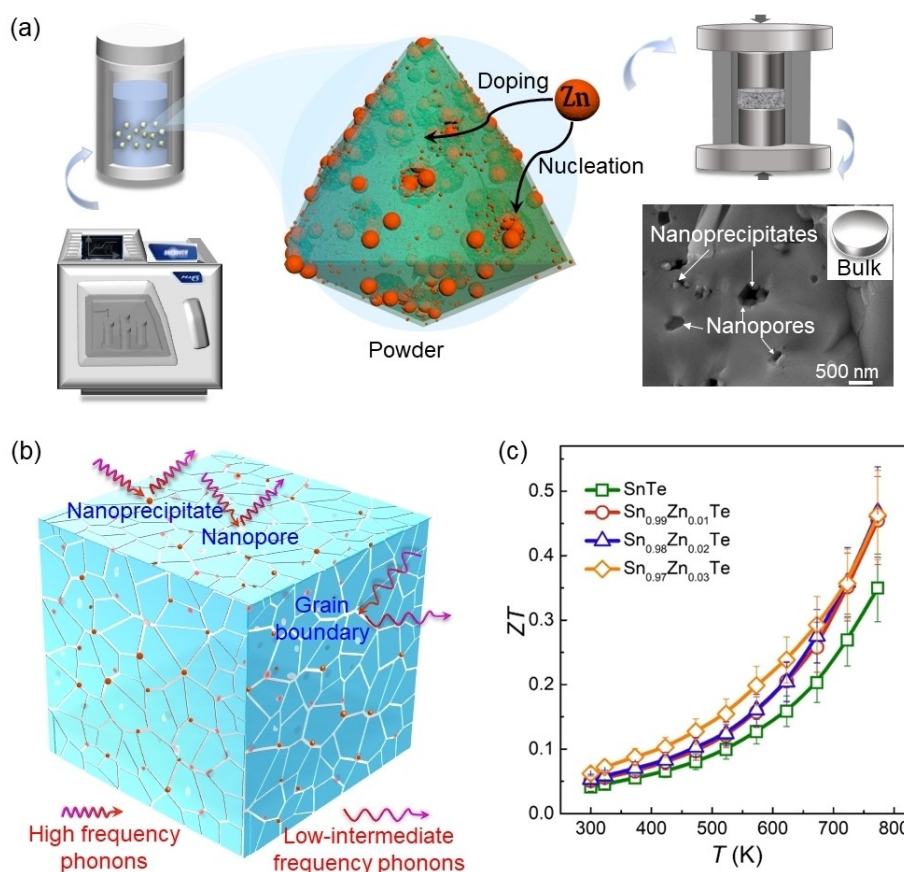 (a)
Doping
Zn
Nucleation
Powder
Nanoprecipitates
Bulk
Nanopores
500 nm
(b)
Nanoprecipitate
Nanopore
Grain
boundary
High frequency
phonons
Low-intermediate
frequency phonons
(c)
SnTe
Sn0.99Zn0.01Te
Sn0.98Zn0.02Te
Sn0.97Zn0.03Te
ZT
0.5
0.4
0.3
0.2
0.1
0.0
300 400 500 600 700 800
T (K)